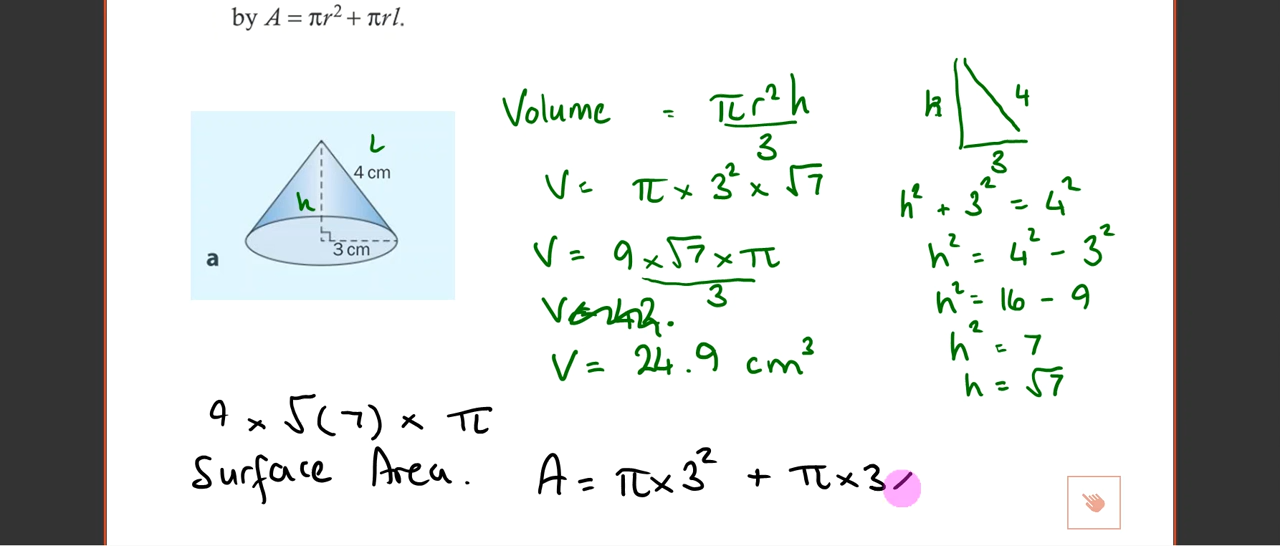 by A = πr² + πrl.
L
4 cm
h
3 cm
a
Volume = πr²h / 3
V = π × 3² × √7
V = 9 × √7 × π / 3
V = 24.9 cm³
h
4
3
h² + 3² = 4²
h² = 4² − 3²
h² = 16 − 9
h² = 7
h = √7
9 × √(7) × π
Surface Area. A = π × 3² + π × 3